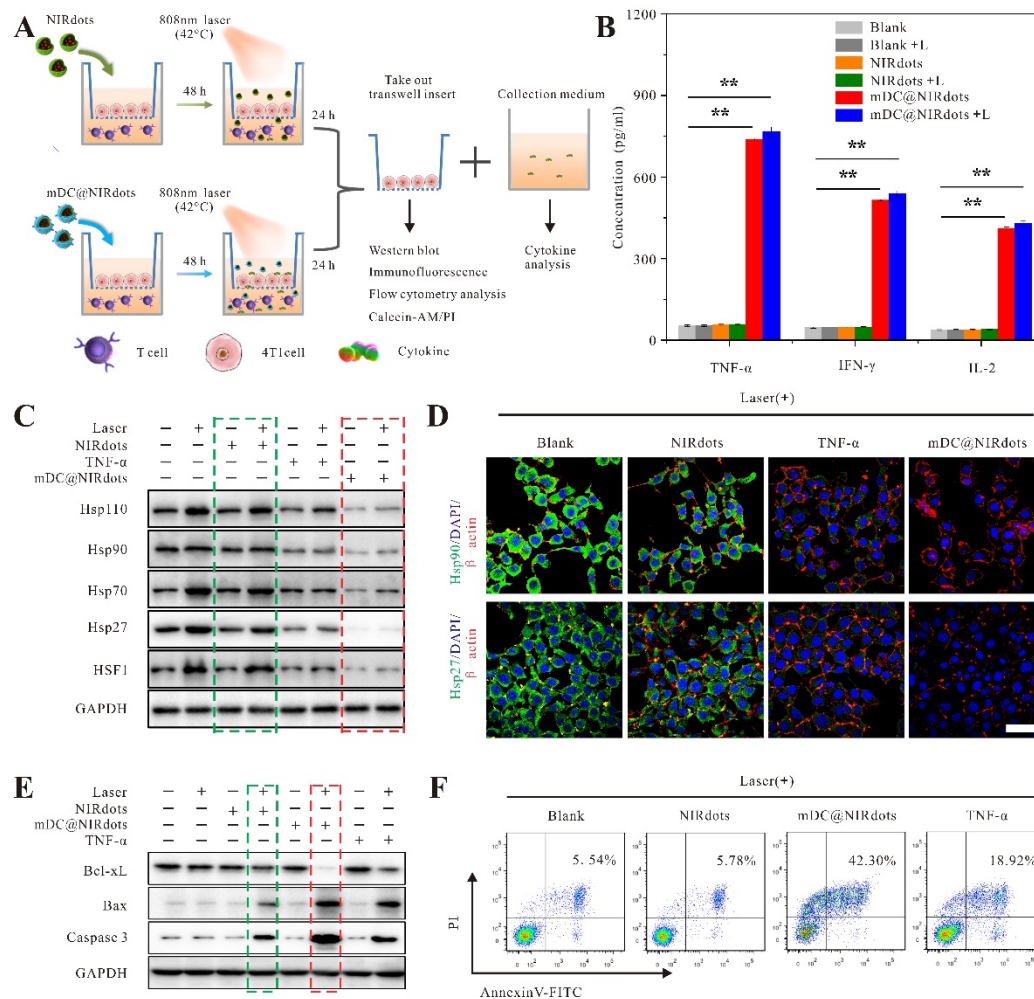 A
NIRdots
808nm laser
(42°C)
48 h
24 h
Take out
transwell insert
Collection medium
mDC@NIRdots
808nm laser
(42°C)
48 h
24 h
Western blot
Immunofluorescence
Flow cytometry analysis
Calcein-AM/PI
Cytokine
analysis
T cell
4T1cell
Cytokine
B
Blank
Blank +L
NIRdots
NIRdots +L
mDC@NIRdots
mDC@NIRdots +L
Concentration (pg/ml)
1200
900
600
300
0
** ** ** ** ** **
TNF-α IFN-γ IL-2
C
Laser − + − + − + − +
NIRdots − − + + − − − −
TNF-α − − − − + + − −
mDC@NIRdots − − − − − − + +
Hsp110
Hsp90
Hsp70
Hsp27
HSF1
GAPDH
D
Laser(+)
Blank NIRdots TNF-α mDC@NIRdots
Hsp90/DAPI/
β actin
Hsp27/DAPI/
β actin
E
Laser − + − + − + − +
NIRdots − − + + − − − −
mDC@NIRdots − − − − + + − −
TNF-α − − − − − − + +
Bcl-xL
Bax
Caspase 3
GAPDH
F
Laser(+)
Blank NIRdots mDC@NIRdots TNF-α
5.54% 5.78% 42.30% 18.92%
PI
AnnexinV-FITC